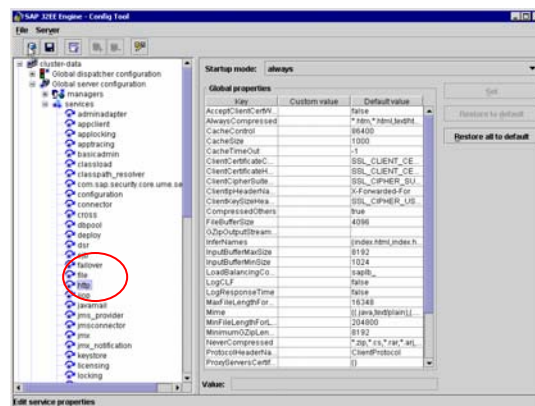 SAP J2EE Engine - Config Tool
File Server
cluster-data
Global dispatcher configuration
Global server configuration
managers
services
adminadapter
appclient
applocking
apptracing
basicadmin
classload
classpath_resolver
com.sap.security.core.ume.se
configuration
connector
cross
dbpool
deploy
dsr
failover
file
http
iiop
javamail
jms_provider
jmsconnector
jmx
jmx_notification
keystore
licensing
locking
Startup mode: always
Global properties
Key Custom value Default value
AcceptClientCertW... false
AlwaysCompressed *.htm,*.html,text/ht...
CacheControl 86400
CacheSize 1000
CacheTimeOut -1
ClientCertificateC... SSL_CLIENT_CE...
ClientCertificateH... SSL_CLIENT_CE...
ClientCipherSuite... SSL_CIPHER_SU...
ClientIpHeaderNa... X-Forwarded-For
ClientKeySizeHea... SSL_CIPHER_US...
CompressedOthers true
FileBufferSize 4096
GZipOutputStream...
InferNames {index.html,index.h...
InputBufferMaxSize 8192
InputBufferMinSize 1024
LoadBalancingCo... saplb_
LogCLF false
LogResponseTime false
MaxFileLengthFor... 16348
Mime {{.java,text/plain},{...
MinFileLengthForL... 204800
MinimumGZipLen... 8192
NeverCompressed *.zip,*.cs,*.rar,*.arj,...
ProtocolHeaderNa... ClientProtocol
ProxyServersCertif... {}
Value:
Set
Restore to default
Restore all to default
Edit service properties